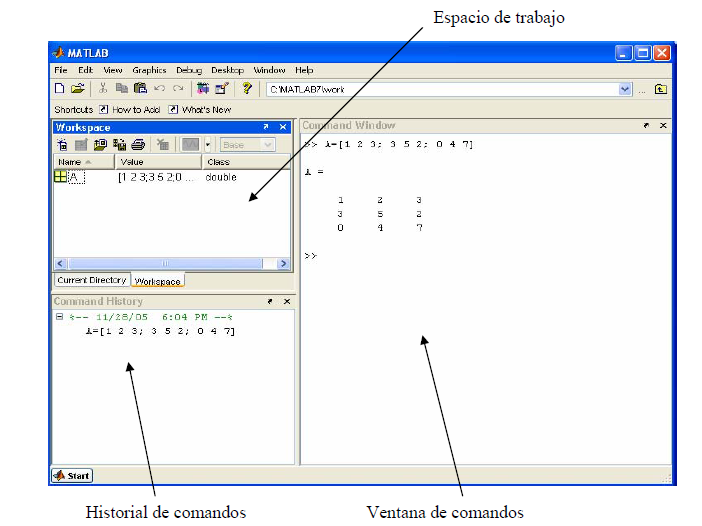 Espacio de trabajo
MATLAB
File Edit View Graphics Debug Desktop Window Help
C:\MATLAB7\work
...
Shortcuts How to Add What's New
Workspace
Base
Name Value Class
A [1 2 3;3 5 2;0 ... double
Current Directory Workspace
Command History
%-- 11/28/05 6:04 PM --%
A=[1 2 3; 3 5 2; 0 4 7]
Command Window
>> A=[1 2 3; 3 5 2; 0 4 7]
A =
1 2 3
3 5 2
0 4 7
>>
Start
Historial de comandos
Ventana de comandos